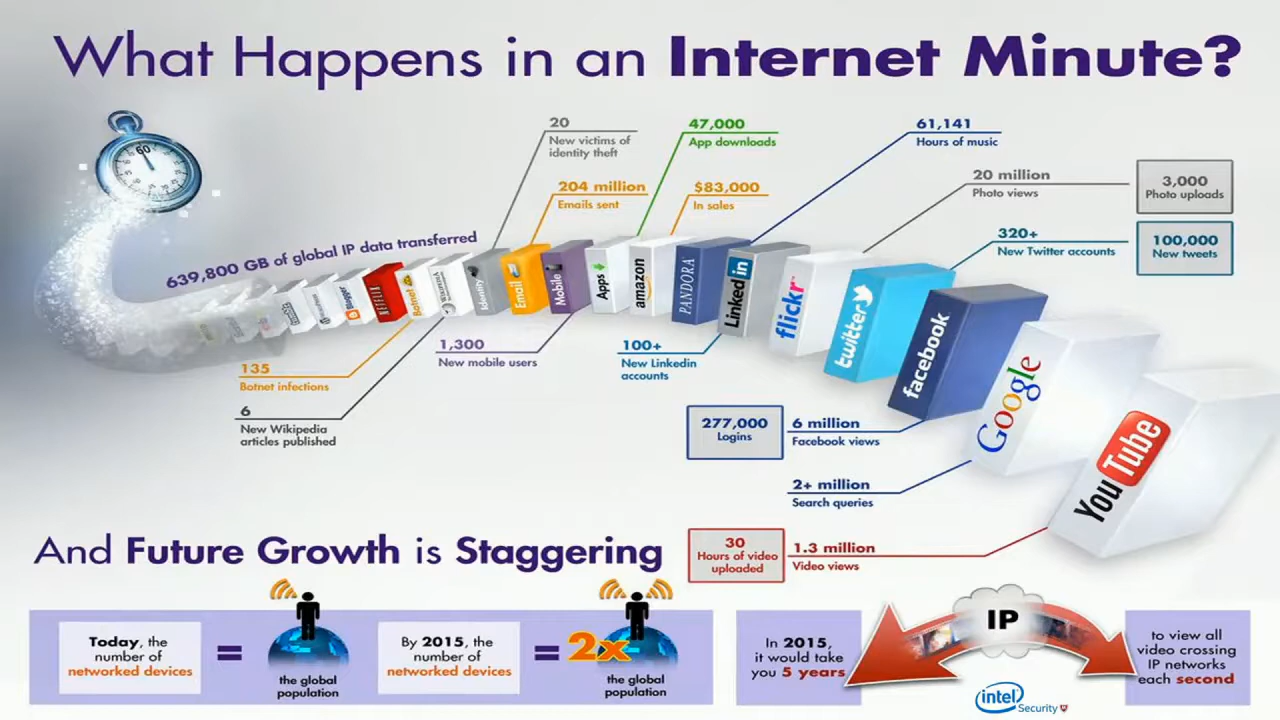 What Happens in an Internet Minute?
60
639,800 GB of global IP data transferred
20
New victims of
identity theft
204 million
Emails sent
47,000
App downloads
$83,000
In sales
61,141
Hours of music
20 million
Photo views
3,000
Photo uploads
320+
New Twitter accounts
100,000
New tweets
Blogger
NETFLIX
Botnet
Identity
Email
Mobile
Apps
amazon
PANDORA
Linked in
flickr
twitter
facebook
Google
YouTube
135
Botnet infections
6
New Wikipedia
articles published
1,300
New mobile users
100+
New Linkedin
accounts
277,000
Logins
6 million
Facebook views
2+ million
Search queries
30
Hours of video
uploaded
1.3 million
Video views
And Future Growth is Staggering
Today, the
number of
networked devices
=
the global
population
By 2015, the
number of
networked devices
= 2x
the global
population
In 2015,
it would take
you 5 years
IP
to view all
video crossing
IP networks
each second
intel
Security